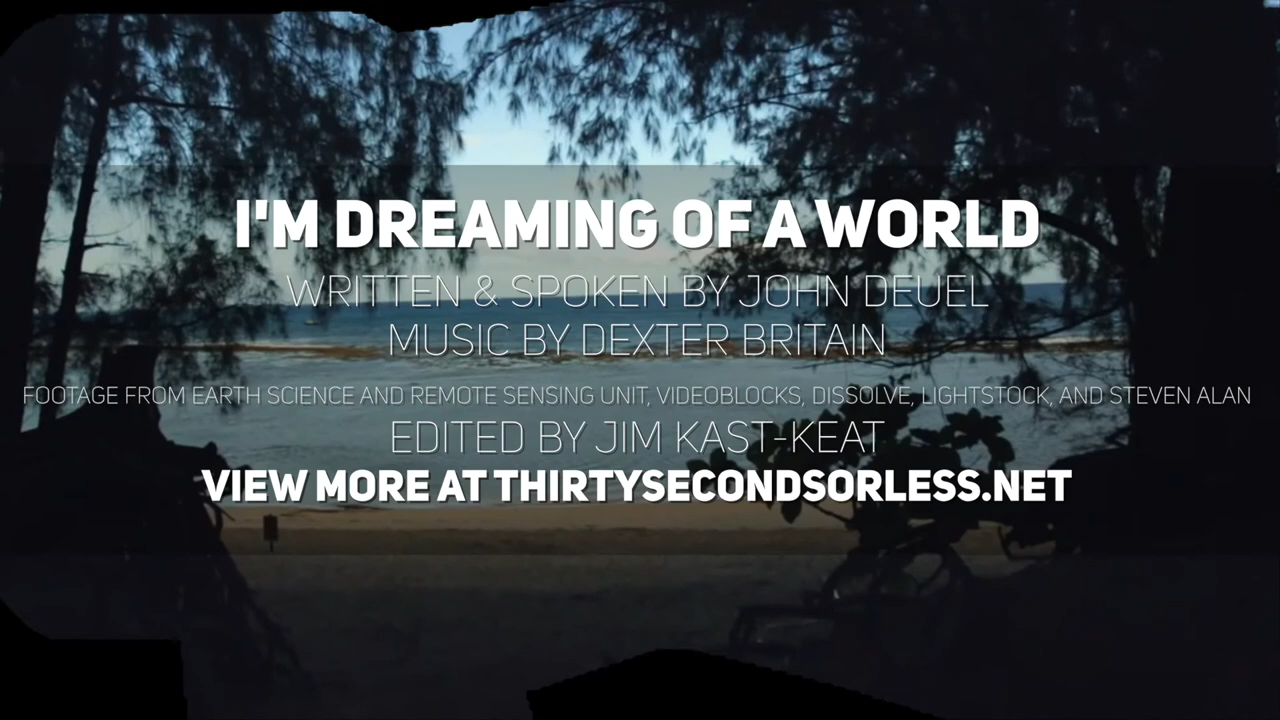 I'M DREAMING OF A WORLD
WRITTEN & SPOKEN BY JOHN DEUEL
MUSIC BY DEXTER BRITAIN
FOOTAGE FROM EARTH SCIENCE AND REMOTE SENSING UNIT, VIDEOBLOCKS, DISSOLVE, LIGHTSTOCK, AND STEVEN ALAN
EDITED BY JIM KAST-KEAT
VIEW MORE AT THIRTYSECONDSORLESS.NET